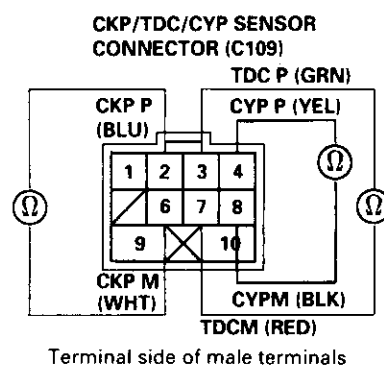 CKP/TDC/CYP SENSOR
CONNECTOR (C109)
TDC P (GRN)
CKP P
(BLU)
CYP P (YEL)
Ω
1 2 3 4
6 7 8
9 10
Ω
Ω
CKP M
(WHT)
CYPM (BLK)
TDCM (RED)
Terminal side of male terminals